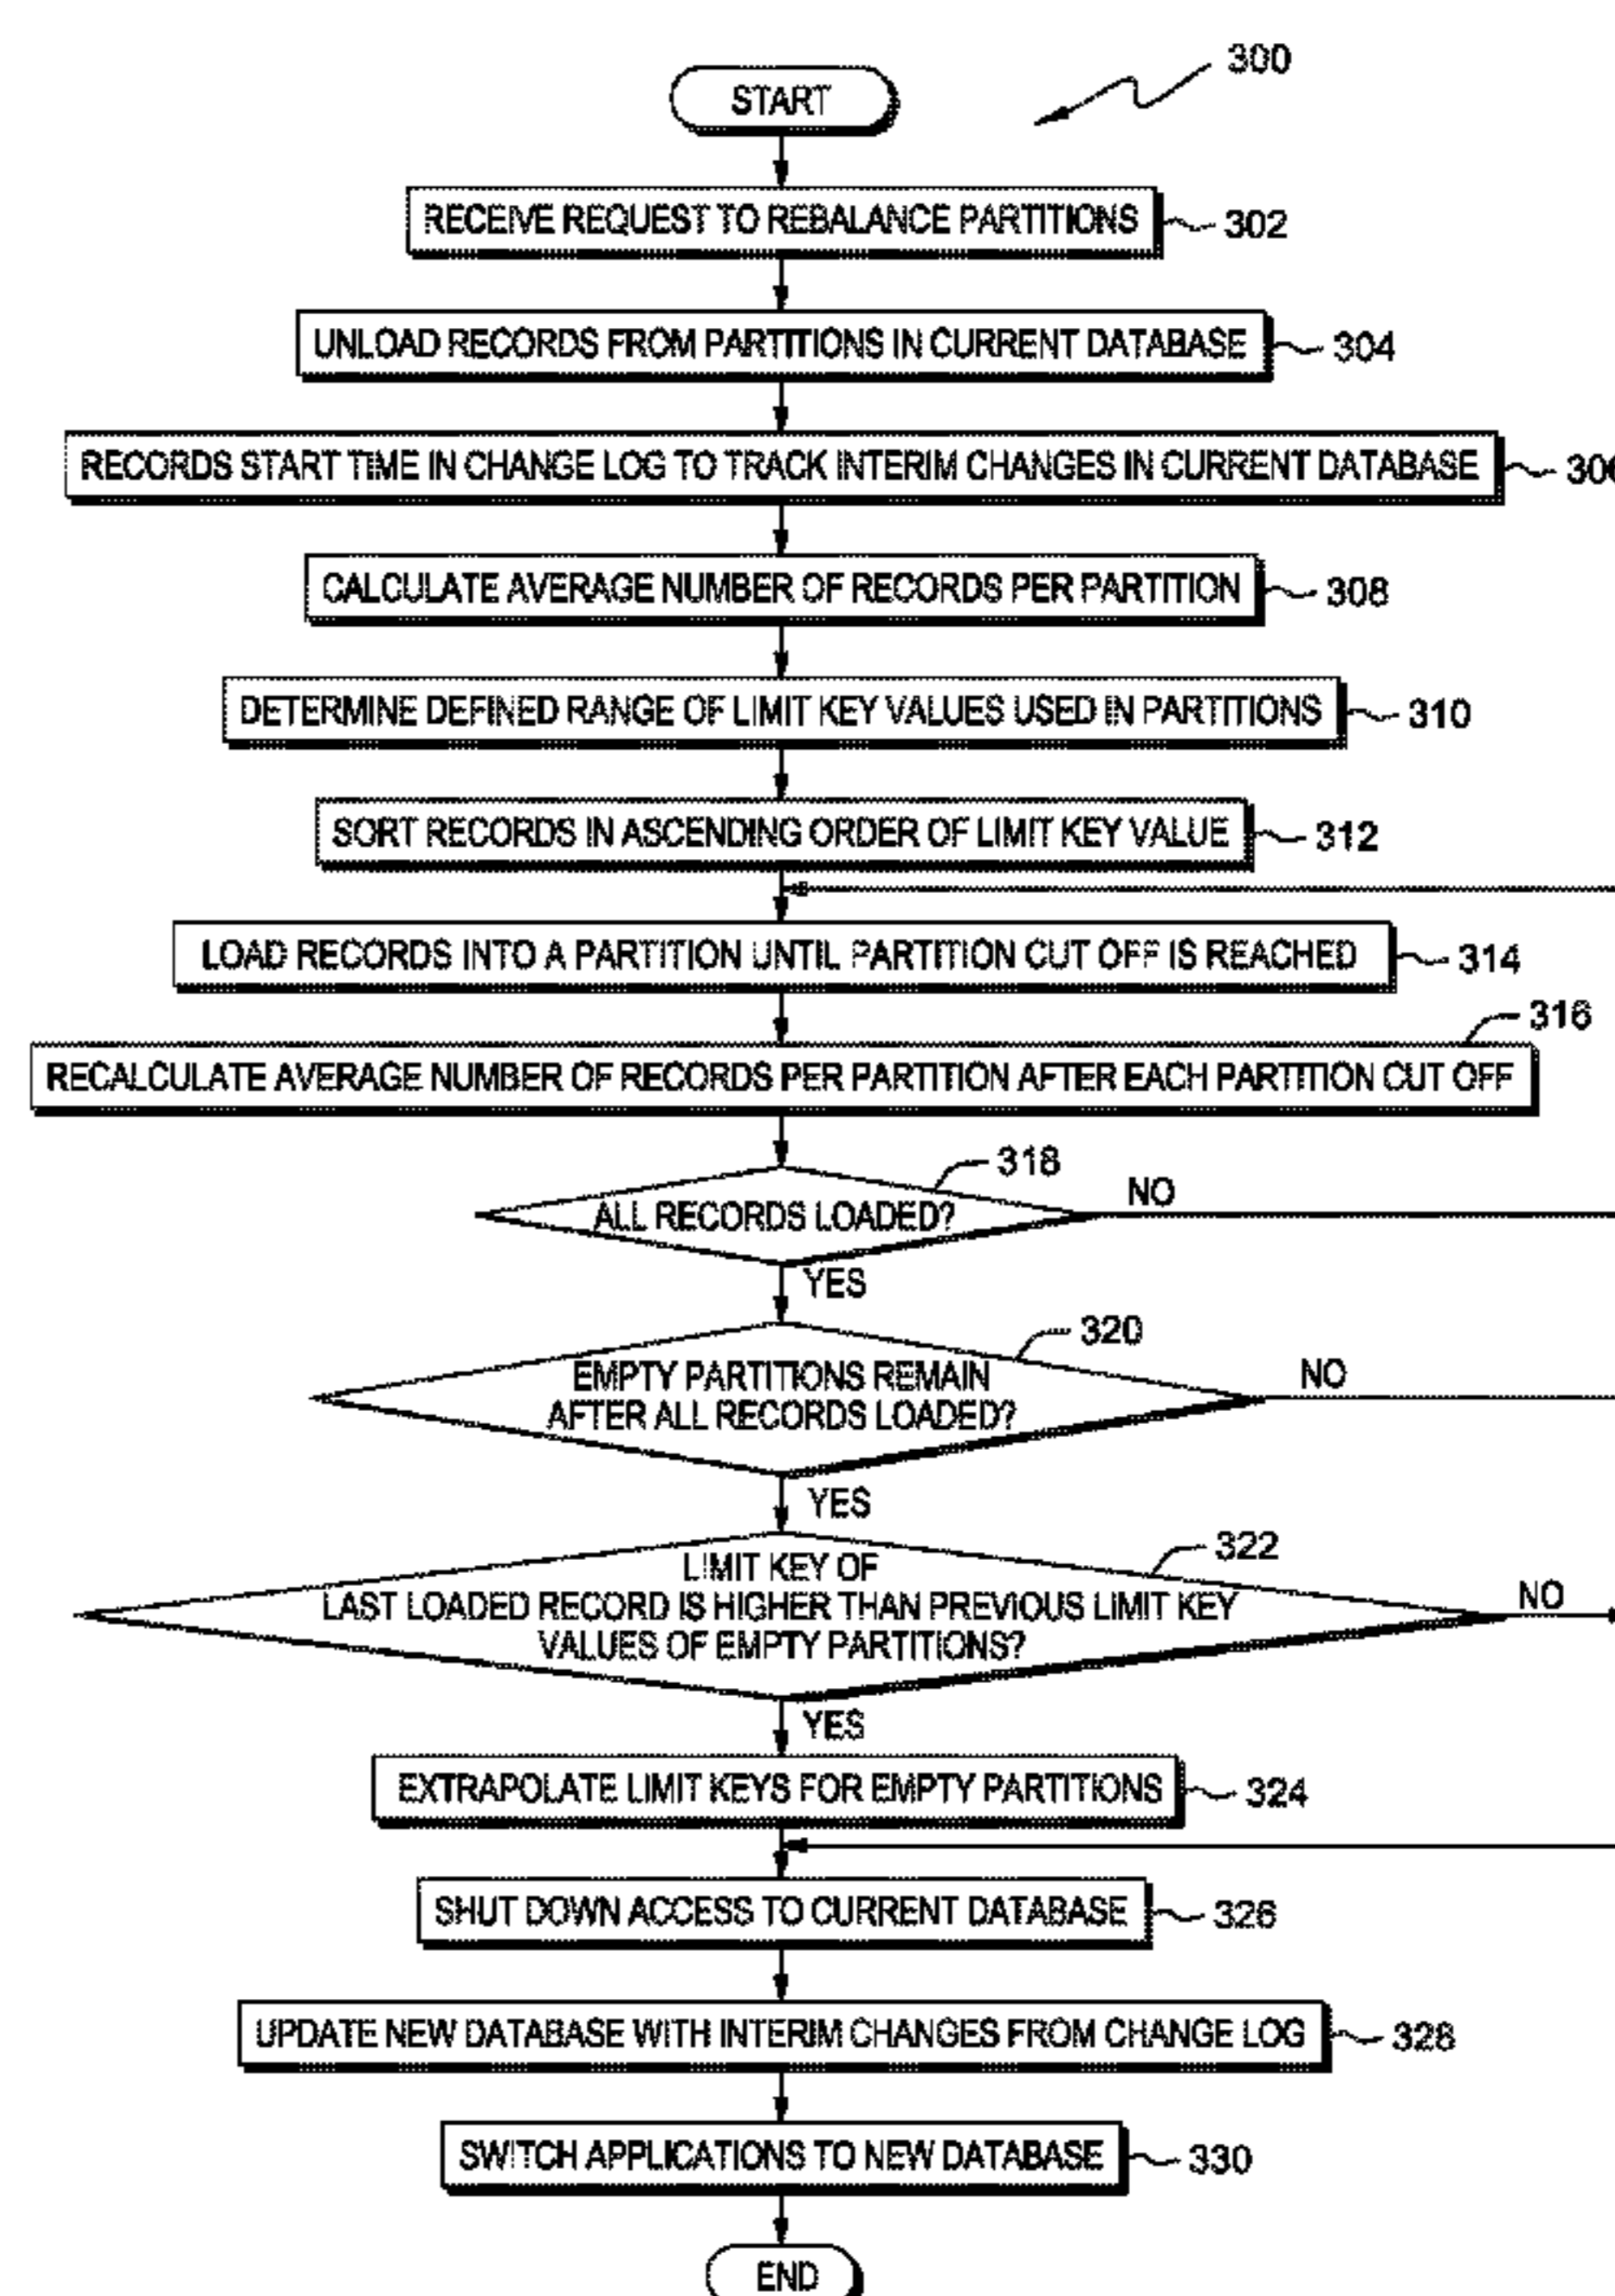 300
START
RECEIVE REQUEST TO REBALANCE PARTITIONS
302
UNLOAD RECORDS FROM PARTITIONS IN CURRENT DATABASE
304
RECORDS START TIME IN CHANGE LOG TO TRACK INTERIM CHANGES IN CURRENT DATABASE
306
CALCULATE AVERAGE NUMBER OF RECORDS PER PARTITION
308
DETERMINE DEFINED RANGE OF LIMIT KEY VALUES USED IN PARTITIONS
310
SORT RECORDS IN ASCENDING ORDER OF LIMIT KEY VALUE
312
LOAD RECORDS INTO A PARTITION UNTIL PARTITION CUT OFF IS REACHED
314
316
RECALCULATE AVERAGE NUMBER OF RECORDS PER PARTITION AFTER EACH PARTITION CUT OFF
318
ALL RECORDS LOADED?
NO
YES
320
EMPTY PARTITIONS REMAIN
AFTER ALL RECORDS LOADED?
NO
YES
322
LIMIT KEY OF
LAST LOADED RECORD IS HIGHER THAN PREVIOUS LIMIT KEY
VALUES OF EMPTY PARTITIONS?
NO
YES
EXTRAPOLATE LIMIT KEYS FOR EMPTY PARTITIONS
324
SHUT DOWN ACCESS TO CURRENT DATABASE
326
UPDATE NEW DATABASE WITH INTERIM CHANGES FROM CHANGE LOG
328
SWITCH APPLICATIONS TO NEW DATABASE
330
END